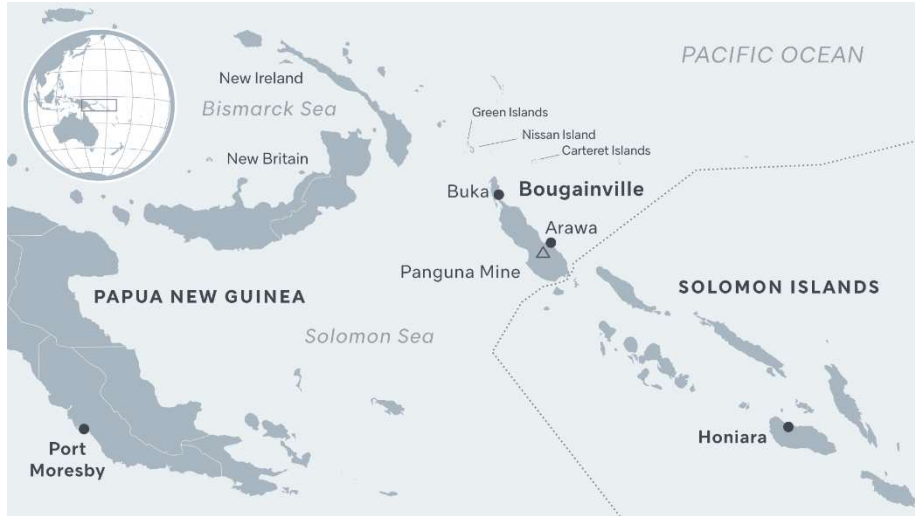 PACIFIC OCEAN
New Ireland
Bismarck Sea
Green Islands
Nissan Island
Carteret Islands
New Britain
Buka
Bougainville
Arawa
Panguna Mine
PAPUA NEW GUINEA
SOLOMON ISLANDS
Solomon Sea
Port
Moresby
Honiara